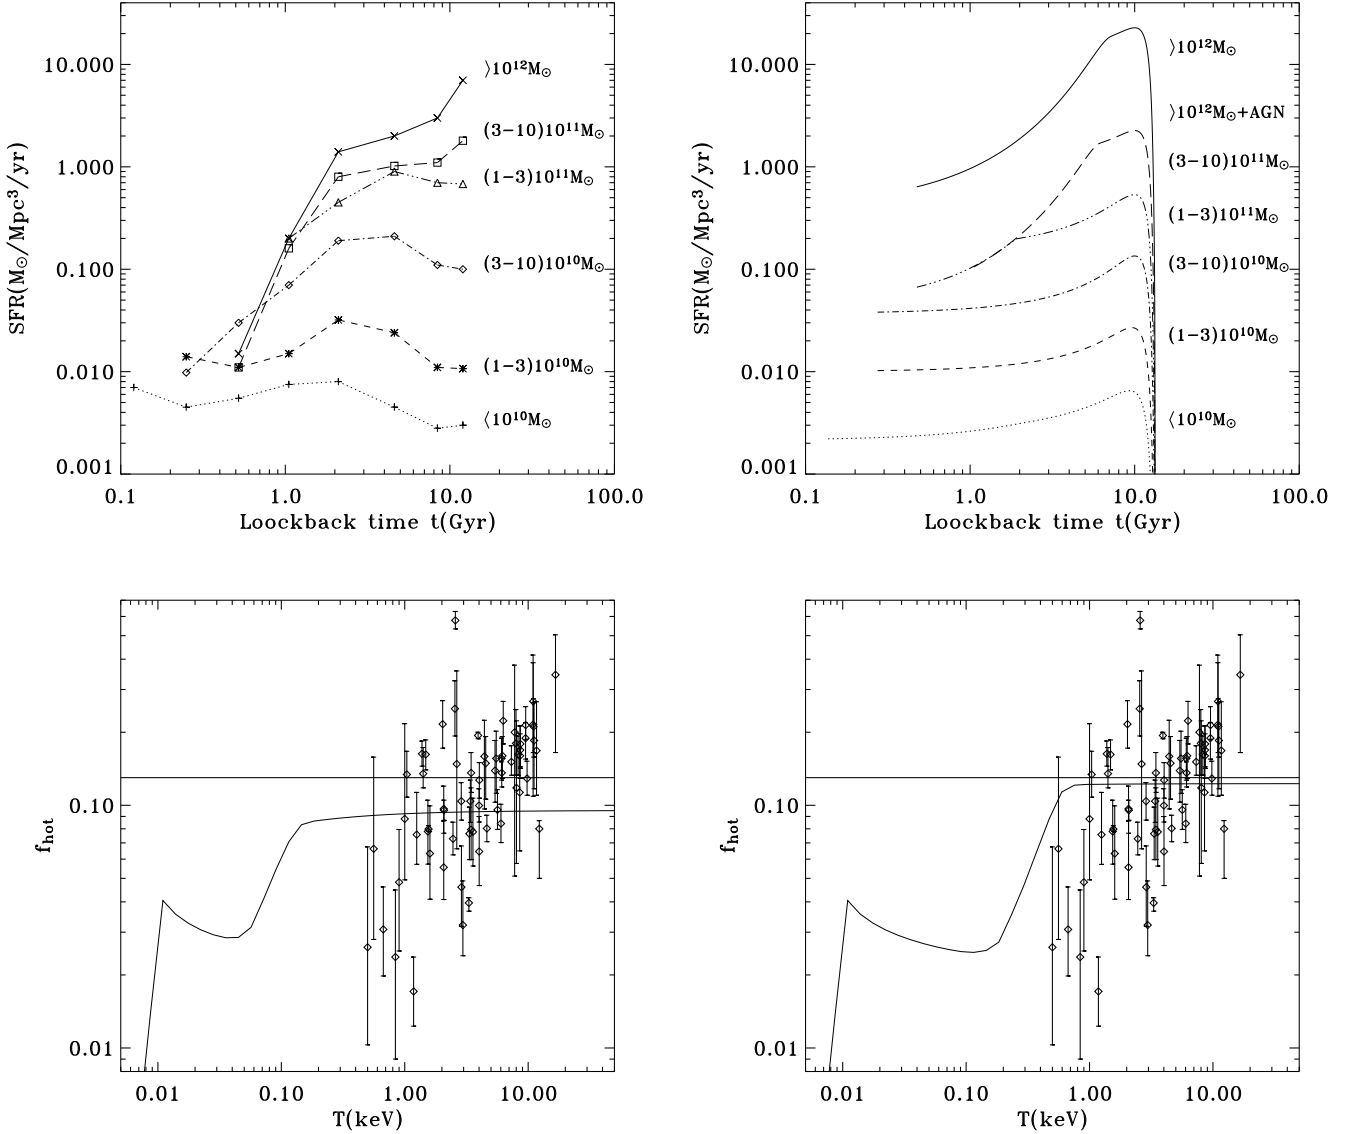 SFR(M☉/Mpc³/yr)
10.000
1.000
0.100
0.010
0.001
⟩10¹²M☉
(3−10)10¹¹M☉
(1−3)10¹¹M☉
(3−10)10¹⁰M☉
(1−3)10¹⁰M☉
⟨10¹⁰M☉
0.1 1.0 10.0 100.0
Loockback time t(Gyr)
SFR(M☉/Mpc³/yr)
10.000
1.000
0.100
0.010
0.001
⟩10¹²M☉
⟩10¹²M☉+AGN
(3−10)10¹¹M☉
(1−3)10¹¹M☉
(3−10)10¹⁰M☉
(1−3)10¹⁰M☉
⟨10¹⁰M☉
0.1 1.0 10.0 100.0
Loockback time t(Gyr)
f_hot
0.10
0.01
0.01 0.10 1.00 10.00
T(keV)
f_hot
0.10
0.01
0.01 0.10 1.00 10.00
T(keV)